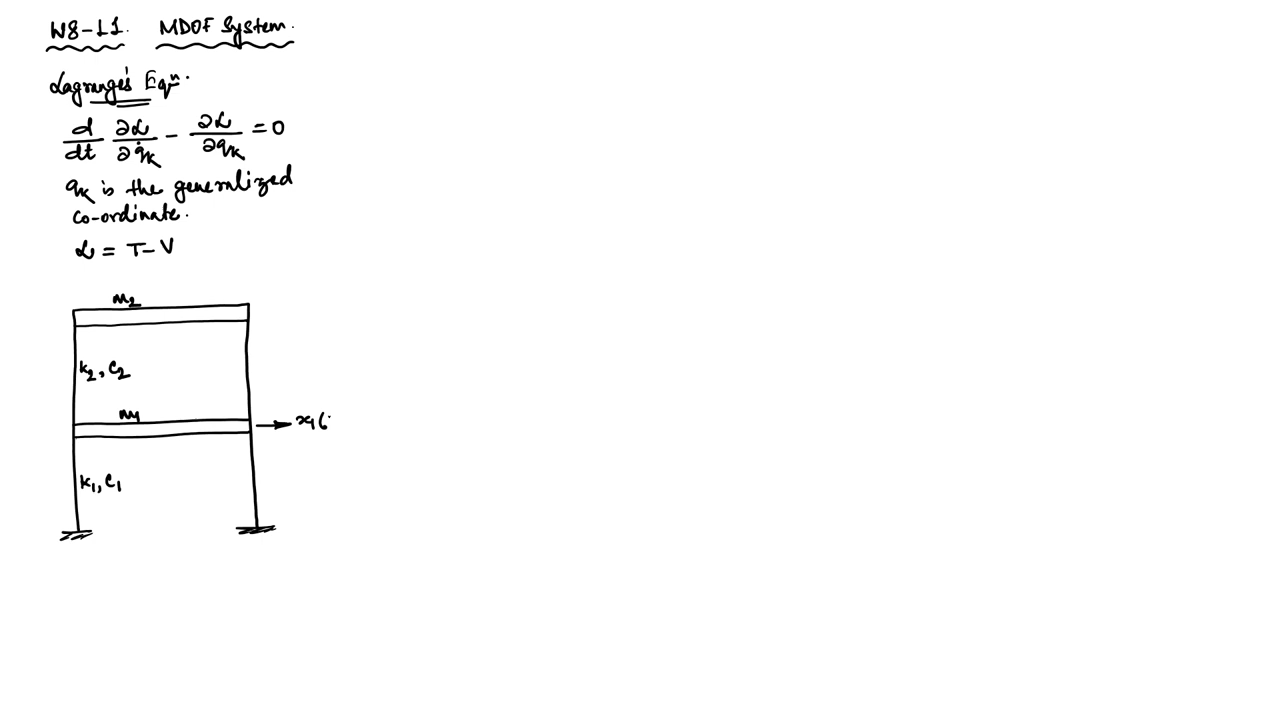 W8-L1. MDOF System.
Lagrange's Eqⁿ.
d/dt ∂ℒ/∂q̇ₖ - ∂ℒ/∂qₖ = 0
qₖ is the generalized
co-ordinate.
ℒ = T-V
m₂
k₂, c₂
m₁
x₁(
k₁, c₁